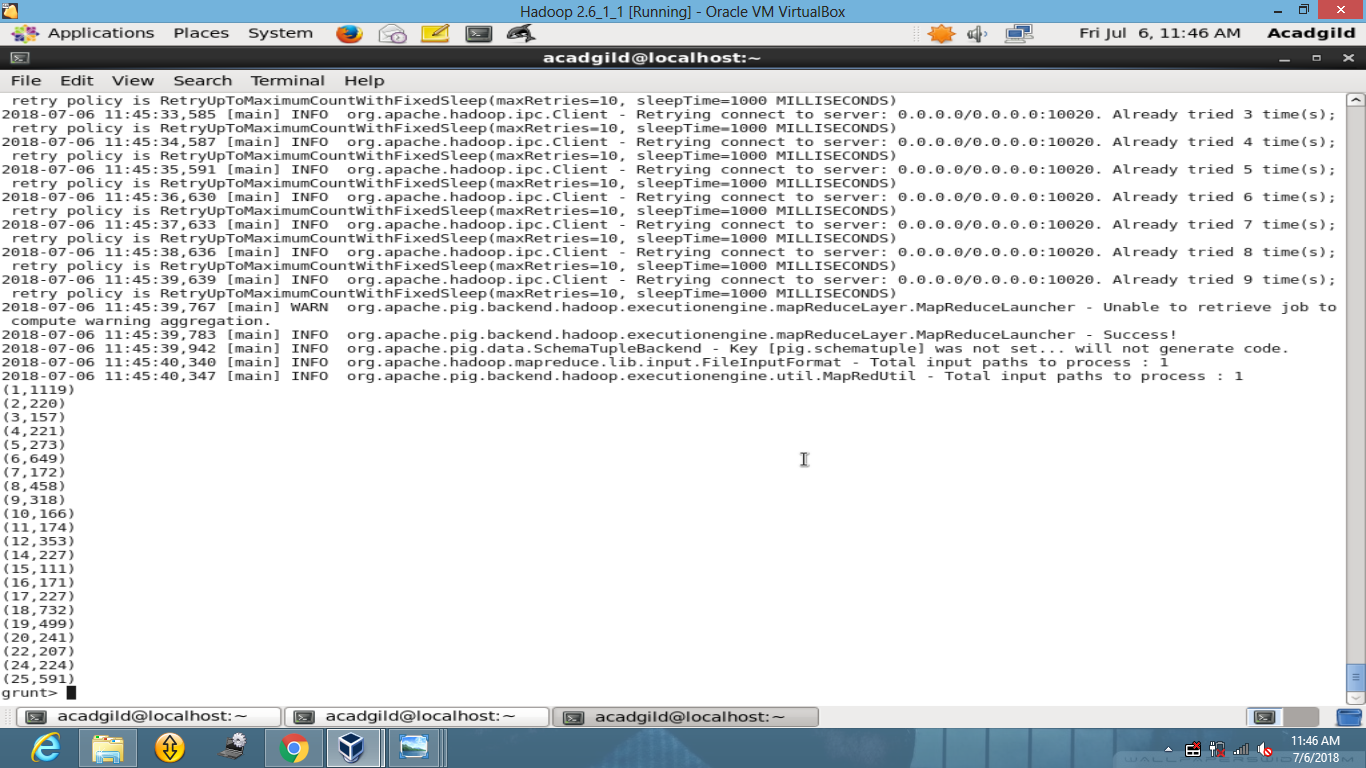 Hadoop 2.6_1_1 [Running] - Oracle VM VirtualBox
Applications Places System Fri Jul 6, 11:46 AM Acadgild
acadgild@localhost:~
File Edit View Search Terminal Help
retry policy is RetryUpToMaximumCountWithFixedSleep(maxRetries=10, sleepTime=1000 MILLISECONDS)
2018-07-06 11:45:33,585 [main] INFO  org.apache.hadoop.ipc.Client - Retrying connect to server: 0.0.0.0/0.0.0.0:10020. Already tried 3 time(s);
retry policy is RetryUpToMaximumCountWithFixedSleep(maxRetries=10, sleepTime=1000 MILLISECONDS)
2018-07-06 11:45:34,587 [main] INFO  org.apache.hadoop.ipc.Client - Retrying connect to server: 0.0.0.0/0.0.0.0:10020. Already tried 4 time(s);
retry policy is RetryUpToMaximumCountWithFixedSleep(maxRetries=10, sleepTime=1000 MILLISECONDS)
2018-07-06 11:45:35,591 [main] INFO  org.apache.hadoop.ipc.Client - Retrying connect to server: 0.0.0.0/0.0.0.0:10020. Already tried 5 time(s);
retry policy is RetryUpToMaximumCountWithFixedSleep(maxRetries=10, sleepTime=1000 MILLISECONDS)
2018-07-06 11:45:36,630 [main] INFO  org.apache.hadoop.ipc.Client - Retrying connect to server: 0.0.0.0/0.0.0.0:10020. Already tried 6 time(s);
retry policy is RetryUpToMaximumCountWithFixedSleep(maxRetries=10, sleepTime=1000 MILLISECONDS)
2018-07-06 11:45:37,633 [main] INFO  org.apache.hadoop.ipc.Client - Retrying connect to server: 0.0.0.0/0.0.0.0:10020. Already tried 7 time(s);
retry policy is RetryUpToMaximumCountWithFixedSleep(maxRetries=10, sleepTime=1000 MILLISECONDS)
2018-07-06 11:45:38,636 [main] INFO  org.apache.hadoop.ipc.Client - Retrying connect to server: 0.0.0.0/0.0.0.0:10020. Already tried 8 time(s);
retry policy is RetryUpToMaximumCountWithFixedSleep(maxRetries=10, sleepTime=1000 MILLISECONDS)
2018-07-06 11:45:39,639 [main] INFO  org.apache.hadoop.ipc.Client - Retrying connect to server: 0.0.0.0/0.0.0.0:10020. Already tried 9 time(s);
retry policy is RetryUpToMaximumCountWithFixedSleep(maxRetries=10, sleepTime=1000 MILLISECONDS)
2018-07-06 11:45:39,767 [main] WARN  org.apache.pig.backend.hadoop.executionengine.mapReduceLayer.MapReduceLauncher - Unable to retrieve job to
compute warning aggregation.
2018-07-06 11:45:39,783 [main] INFO  org.apache.pig.backend.hadoop.executionengine.mapReduceLayer.MapReduceLauncher - Success!
2018-07-06 11:45:39,942 [main] INFO  org.apache.pig.data.SchemaTupleBackend - Key [pig.schematuple] was not set... will not generate code.
2018-07-06 11:45:40,340 [main] INFO  org.apache.hadoop.mapreduce.lib.input.FileInputFormat - Total input paths to process : 1
2018-07-06 11:45:40,347 [main] INFO  org.apache.pig.backend.hadoop.executionengine.util.MapRedUtil - Total input paths to process : 1
(1,1119)
(2,220)
(3,157)
(4,221)
(5,273)
(6,649)
(7,172)
(8,458)
(9,318)
(10,166)
(11,174)
(12,353)
(14,227)
(15,111)
(16,171)
(17,227)
(18,732)
(19,499)
(20,241)
(22,207)
(24,224)
(25,591)
grunt>
acadgild@localhost:~ acadgild@localhost:~ acadgild@localhost:~
11:46 AM
7/6/2018